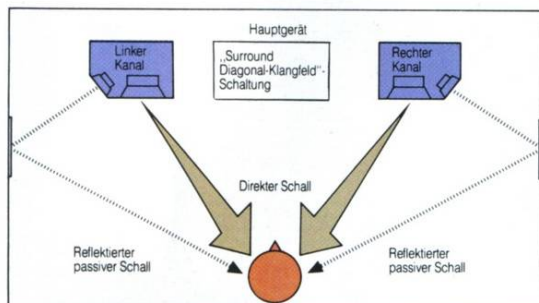 Hauptgerät
Linker
Kanal
„Surround
Diagonal-Klangfeld"-
Schaltung
Rechter
Kanal
Direkter Schall
Reflektierter
passiver Schall
Reflektierter
passiver Schall